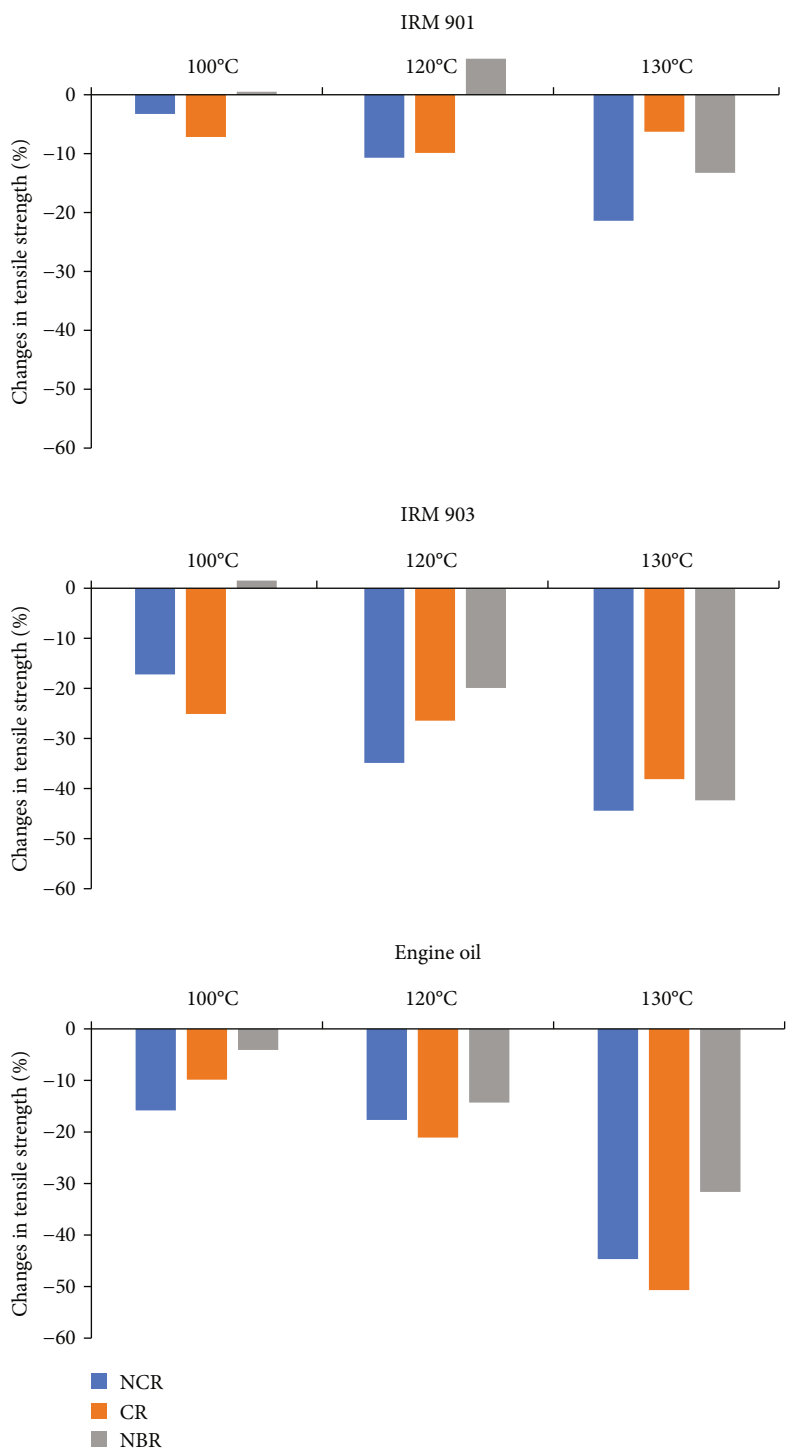 IRM 901
100°C 120°C 130°C
0
−10
−20
−30
−40
−50
−60
Changes in tensile strength (%)
IRM 903
100°C 120°C 130°C
0
−10
−20
−30
−40
−50
−60
Changes in tensile strength (%)
Engine oil
100°C 120°C 130°C
0
−10
−20
−30
−40
−50
−60
Changes in tensile strength (%)
NCR
CR
NBR